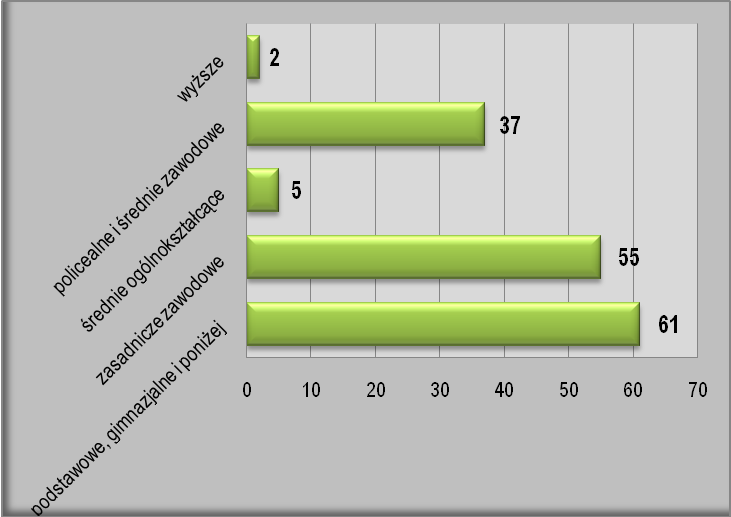 wyższe
2
policealne i średnie zawodowe
37
średnie ogólnokształcące
5
zasadnicze zawodowe
55
podstawowe, gimnazjalne i poniżej
61
0 10 20 30 40 50 60 70